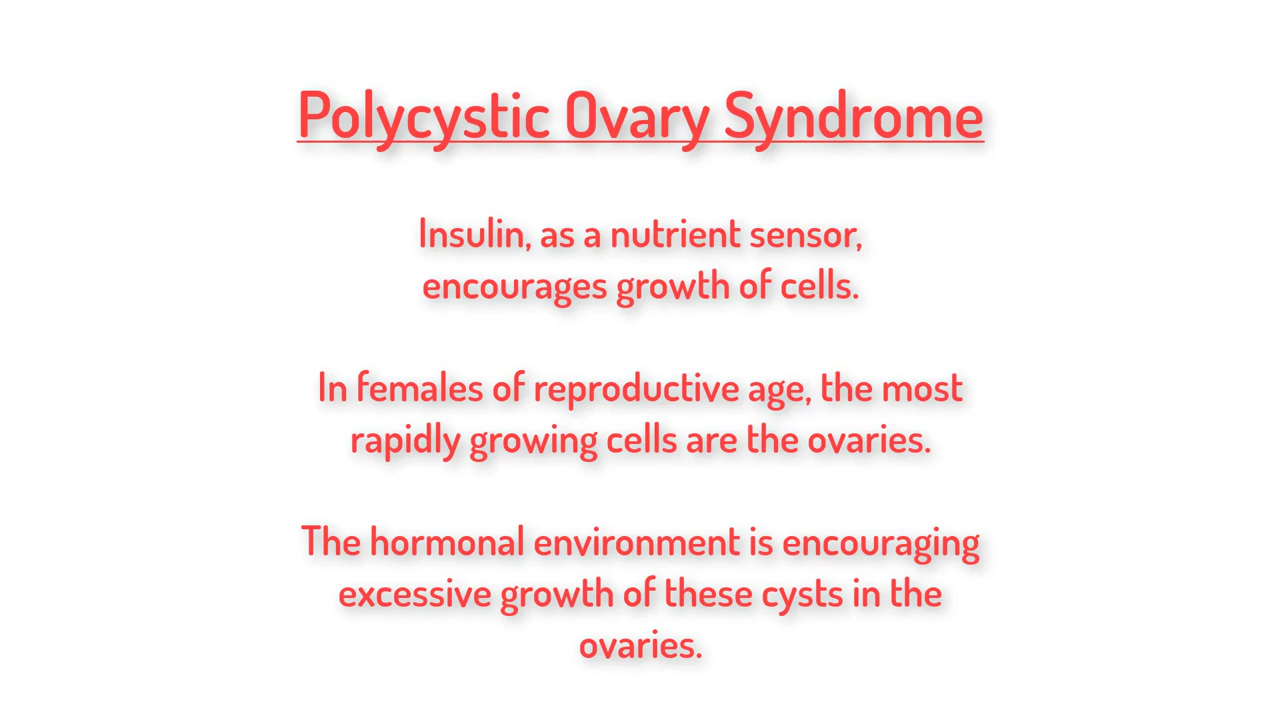 Polycystic Ovary Syndrome
Insulin, as a nutrient sensor,
encourages growth of cells.
In females of reproductive age, the most
rapidly growing cells are the ovaries.
The hormonal environment is encouraging
excessive growth of these cysts in the
ovaries.